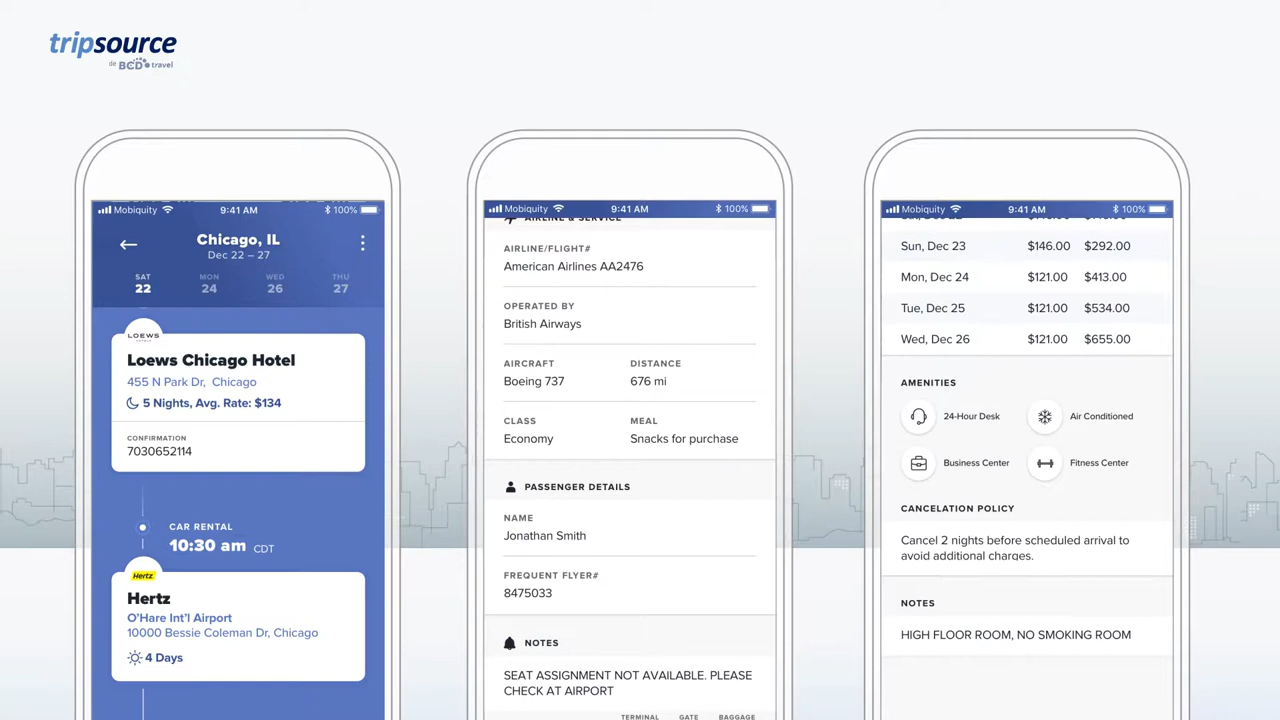 tripsource
de BCD travel
Mobiquity 9:41 AM 100%
Chicago, IL
Dec 22 – 27
SAT MON WED THU
22 24 26 27
LOEWS
HOTELS
Loews Chicago Hotel
455 N Park Dr, Chicago
5 Nights, Avg. Rate: $134
CONFIRMATION
7030652114
CAR RENTAL
10:30 am CDT
Hertz
Hertz
O'Hare Int'l Airport
10000 Bessie Coleman Dr, Chicago
4 Days
Mobiquity 9:41 AM 100%
AIRLINE & SERVICE
AIRLINE/FLIGHT#
American Airlines AA2476
OPERATED BY
British Airways
AIRCRAFT DISTANCE
Boeing 737 676 mi
CLASS MEAL
Economy Snacks for purchase
PASSENGER DETAILS
NAME
Jonathan Smith
FREQUENT FLYER#
8475033
NOTES
SEAT ASSIGNMENT NOT AVAILABLE. PLEASE
CHECK AT AIRPORT
TERMINAL GATE BAGGAGE
Mobiquity 9:41 AM 100%
Sun, Dec 23 $146.00 $292.00
Mon, Dec 24 $121.00 $413.00
Tue, Dec 25 $121.00 $534.00
Wed, Dec 26 $121.00 $655.00
AMENITIES
24-Hour Desk Air Conditioned
Business Center Fitness Center
CANCELATION POLICY
Cancel 2 nights before scheduled arrival to
avoid additional charges.
NOTES
HIGH FLOOR ROOM, NO SMOKING ROOM